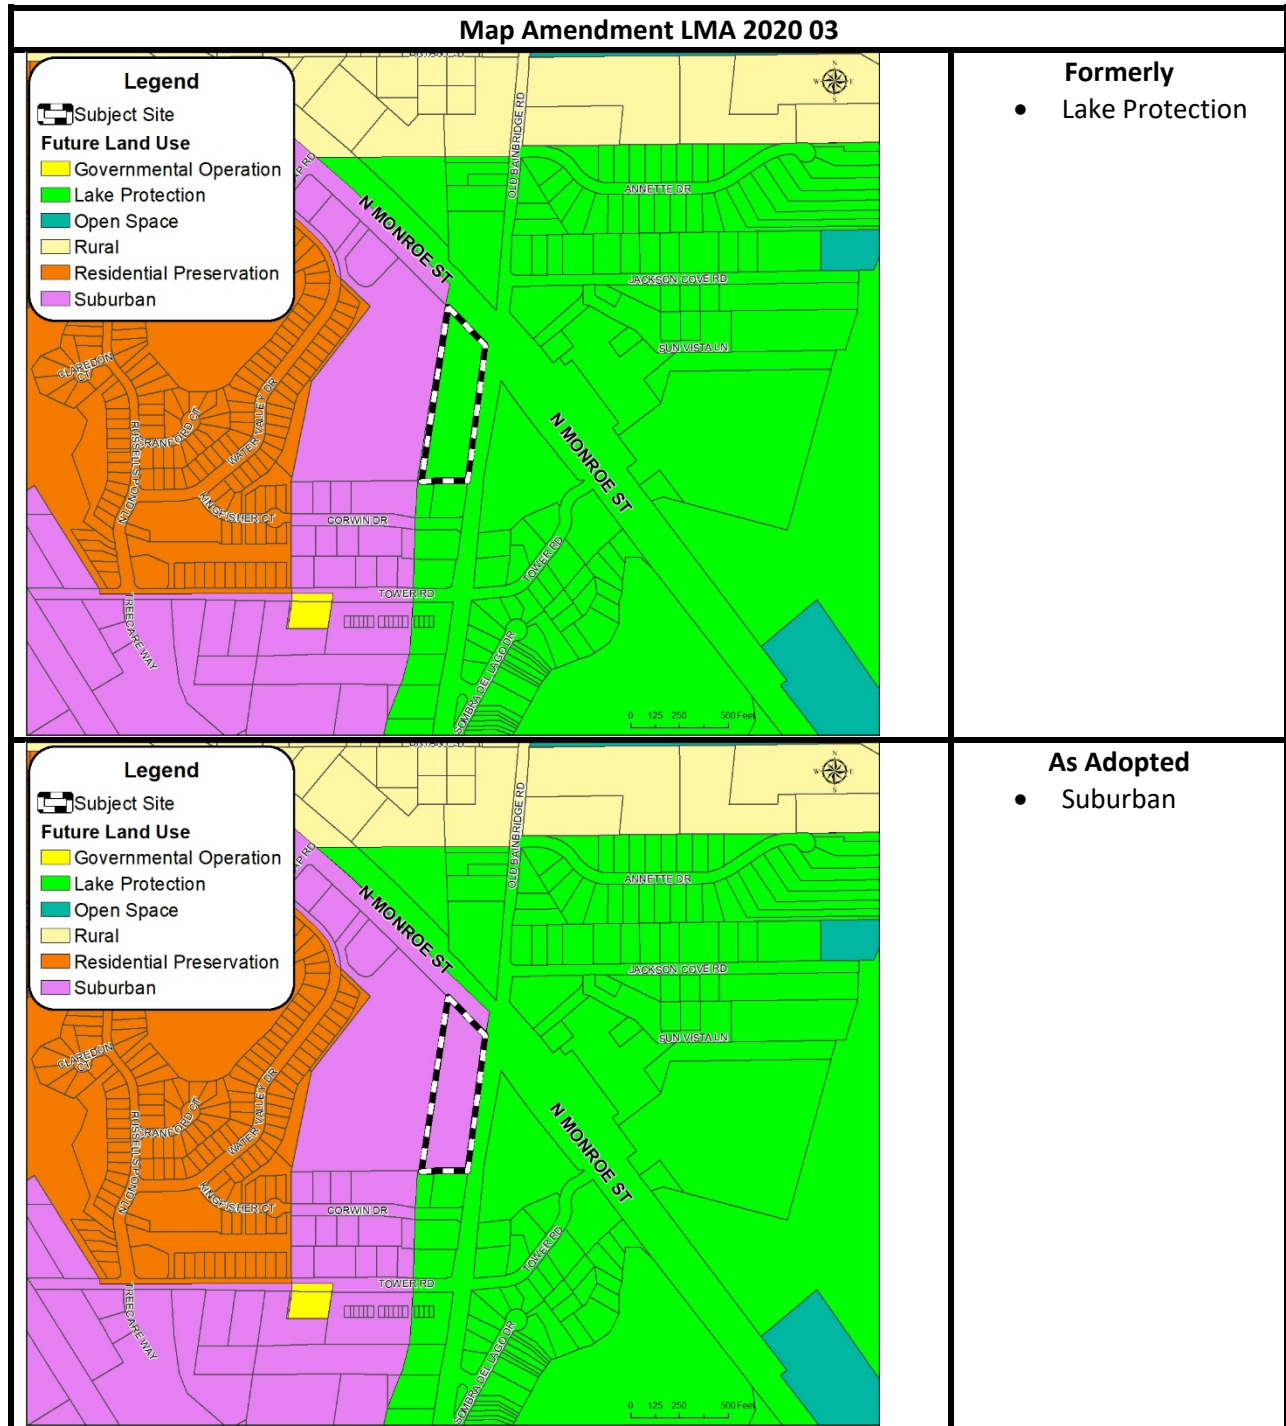 Map Amendment LMA 2020 03
Legend
Subject Site
Future Land Use
Governmental Operation
Lake Protection
Open Space
Rural
Residential Preservation
Suburban
N
W E
S
OLD BAINBRIDGE RD
N MONROE ST
ANNETTE DR
JACKSON COVE RD
SUN VISTA LN
CLAREDON
CT
RUSSELLS POND LN
CRANFORD CT
WATER VALLEY DR
KINGFISHER CT
CORWIN DR
N MONROE ST
TOWER RD
TOWER RD
TREECARE WAY
SOMBRA DEL LAGO DR
0 125 250 500 Feet
Formerly
• Lake Protection
Legend
Subject Site
Future Land Use
Governmental Operation
Lake Protection
Open Space
Rural
Residential Preservation
Suburban
N
W E
S
OLD BAINBRIDGE RD
N MONROE ST
ANNETTE DR
JACKSON COVE RD
SUN VISTA LN
CLAREDON
CT
RUSSELLS POND LN
CRANFORD CT
WATER VALLEY DR
KINGFISHER CT
CORWIN DR
N MONROE ST
TOWER RD
TOWER RD
TREECARE WAY
SOMBRA DEL LAGO DR
0 125 250 500 Feet
As Adopted
• Suburban